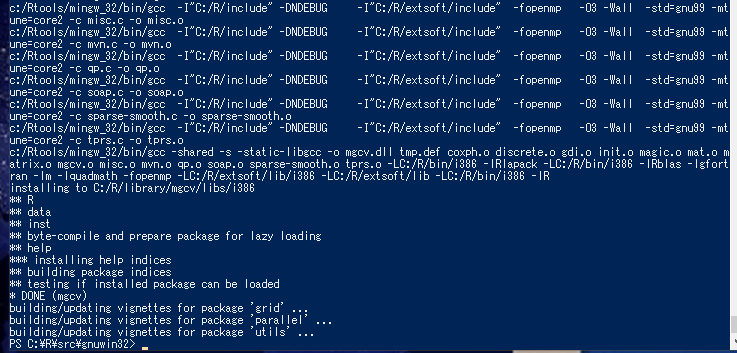 c:/Rtools/mingw_32/bin/gcc  -I"C:/R/include" -DNDEBUG     -I"C:/R/extsoft/include"  -fopenmp   -O3 -Wall  -std=gnu99 -mt
une=core2 -c misc.c -o misc.o
c:/Rtools/mingw_32/bin/gcc  -I"C:/R/include" -DNDEBUG     -I"C:/R/extsoft/include"  -fopenmp   -O3 -Wall  -std=gnu99 -mt
une=core2 -c mvn.c -o mvn.o
c:/Rtools/mingw_32/bin/gcc  -I"C:/R/include" -DNDEBUG     -I"C:/R/extsoft/include"  -fopenmp   -O3 -Wall  -std=gnu99 -mt
une=core2 -c qp.c -o qp.o
c:/Rtools/mingw_32/bin/gcc  -I"C:/R/include" -DNDEBUG     -I"C:/R/extsoft/include"  -fopenmp   -O3 -Wall  -std=gnu99 -mt
une=core2 -c soap.c -o soap.o
c:/Rtools/mingw_32/bin/gcc  -I"C:/R/include" -DNDEBUG     -I"C:/R/extsoft/include"  -fopenmp   -O3 -Wall  -std=gnu99 -mt
une=core2 -c sparse-smooth.c -o sparse-smooth.o
c:/Rtools/mingw_32/bin/gcc  -I"C:/R/include" -DNDEBUG     -I"C:/R/extsoft/include"  -fopenmp   -O3 -Wall  -std=gnu99 -mt
une=core2 -c tprs.c -o tprs.o
c:/Rtools/mingw_32/bin/gcc -shared -s -static-libgcc -o mgcv.dll tmp.def coxph.o discrete.o gdi.o init.o magic.o mat.o m
atrix.o mgcv.o misc.o mvn.o qp.o soap.o sparse-smooth.o tprs.o -LC:/R/bin/i386 -lRlapack -LC:/R/bin/i386 -lRblas -lgfort
ran -lm -lquadmath -fopenmp -LC:/R/extsoft/lib/i386 -LC:/R/extsoft/lib -LC:/R/bin/i386 -lR
installing to C:/R/library/mgcv/libs/i386
** R
** data
** inst
** byte-compile and prepare package for lazy loading
** help
*** installing help indices
** building package indices
** testing if installed package can be loaded
* DONE (mgcv)
building/updating vignettes for package 'grid' ...
building/updating vignettes for package 'parallel' ...
building/updating vignettes for package 'utils' ...
PS C:¥R¥src¥gnuwin32> _